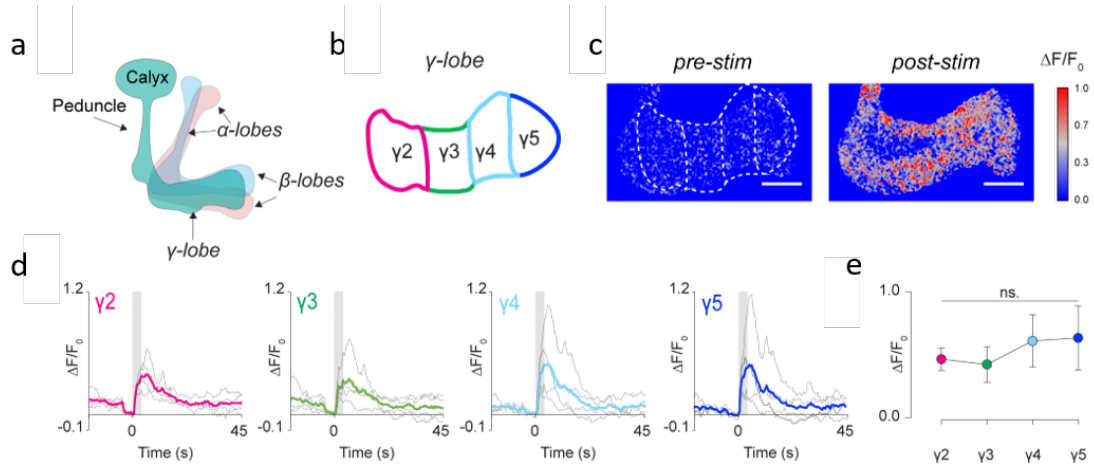 a
Calyx
Peduncle
α-lobes
β-lobes
γ-lobe
b
γ-lobe
γ2
γ3
γ4
γ5
c
pre-stim
post-stim
ΔF/F₀
1.0
0.7
0.3
0.0
d
1.2
γ2
ΔF/F₀
-0.1
0
45
Time (s)
1.2
γ3
ΔF/F₀
-0.1
0
45
Time (s)
1.2
γ4
ΔF/F₀
-0.1
0
45
Time (s)
1.2
γ5
ΔF/F₀
-0.1
0
45
Time (s)
e
1.0
ns.
ΔF/F₀
0.0
γ2 γ3 γ4 γ5